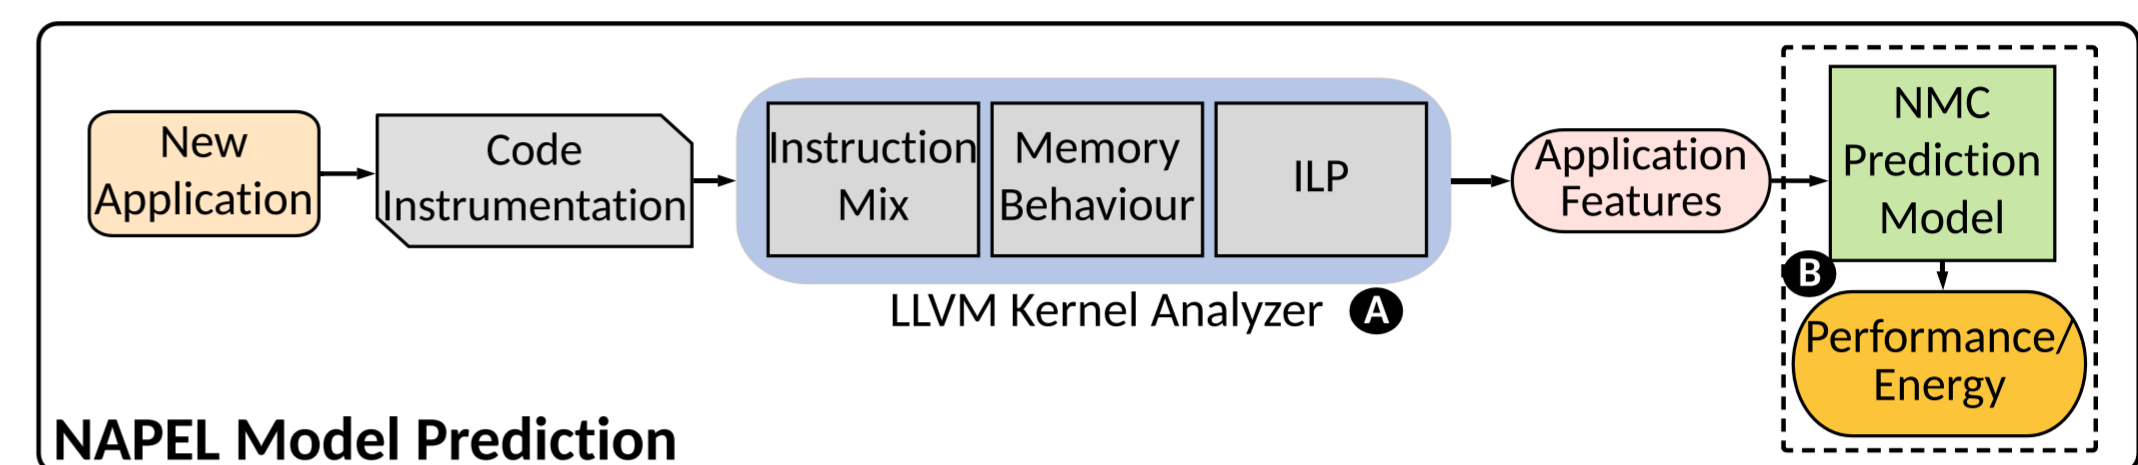 New
Application
Code
Instrumentation
Instruction
Mix
Memory
Behaviour
ILP
LLVM Kernel Analyzer A
Application
Features
NMC
Prediction
Model
B
Performance/
Energy
NAPEL Model Prediction